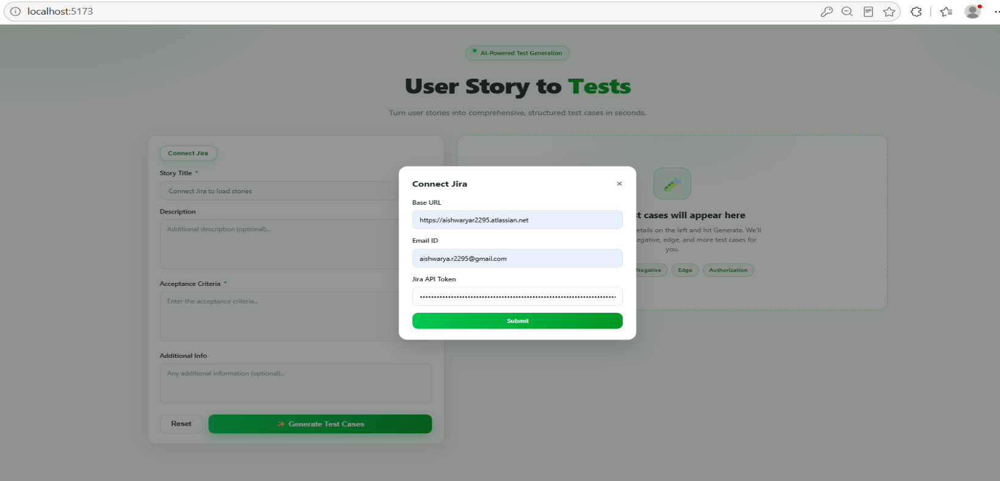 localhost:5173
AI-Powered Test Generation
User Story to Tests
Turn user stories into comprehensive, structured test cases in seconds.
Connect Jira
Story Title *
Connect Jira to load stories
Description
Additional description (optional)...
Acceptance Criteria *
Enter the acceptance criteria...
Additional Info
Any additional information (optional)...
Reset
✨ Generate Test Cases
Connect Jira
×
Base URL
https://aishwaryar2295.atlassian.net
Email ID
aishwarya.r2295@gmail.com
Jira API Token
••••••••••••••••••••••••••••••••••••••••••••••••••••••••••••••••••••••
Submit
cases will appear here
on the left and hit Generate. We'll
edge, and more test cases for
you.
Negative
Edge
Authorization